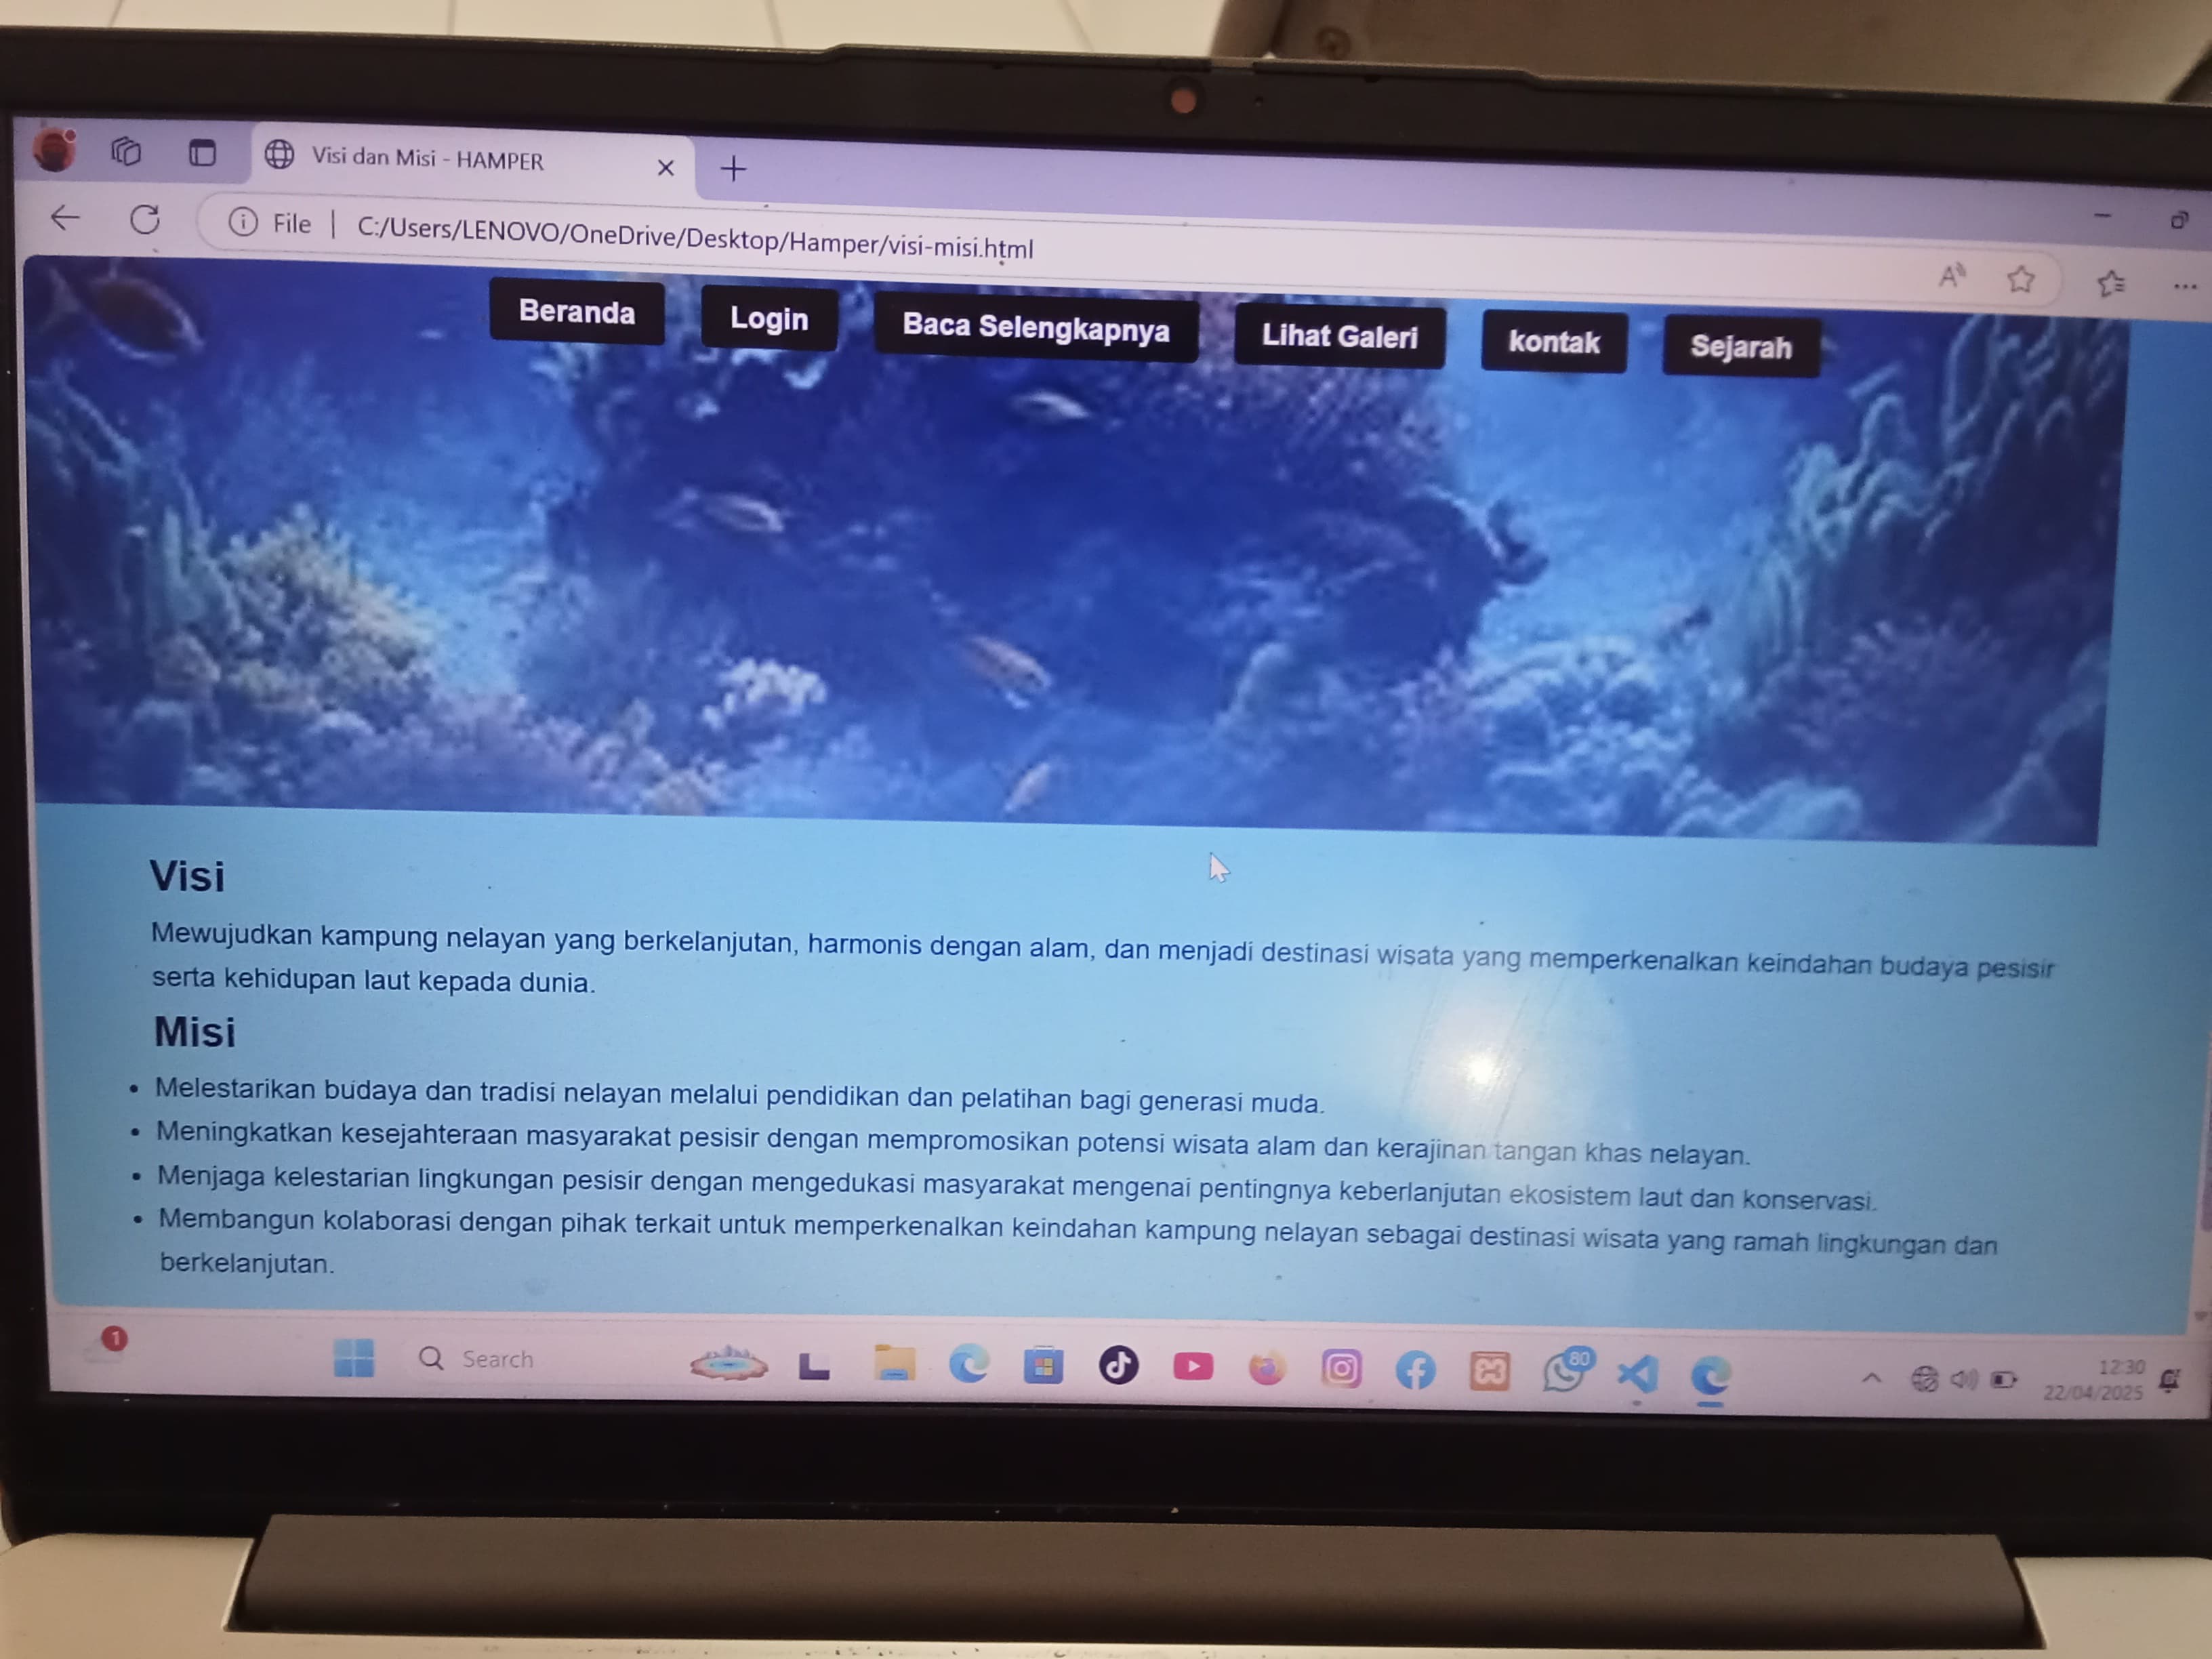 Visi dan Misi - HAMPER
File | C:/Users/LENOVO/OneDrive/Desktop/Hamper/visi-misi.html
Beranda Login Baca Selengkapnya Lihat Galeri kontak Sejarah
Visi
Mewujudkan kampung nelayan yang berkelanjutan, harmonis dengan alam, dan menjadi destinasi wisata yang memperkenalkan keindahan budaya pesisir
serta kehidupan laut kepada dunia.
Misi
• Melestarikan budaya dan tradisi nelayan melalui pendidikan dan pelatihan bagi generasi muda.
• Meningkatkan kesejahteraan masyarakat pesisir dengan mempromosikan potensi wisata alam dan kerajinan tangan khas nelayan.
• Menjaga kelestarian lingkungan pesisir dengan mengedukasi masyarakat mengenai pentingnya keberlanjutan ekosistem laut dan konservasi.
• Membangun kolaborasi dengan pihak terkait untuk memperkenalkan keindahan kampung nelayan sebagai destinasi wisata yang ramah lingkungan dan
berkelanjutan.
1
Search
80
12:30
22/04/2025